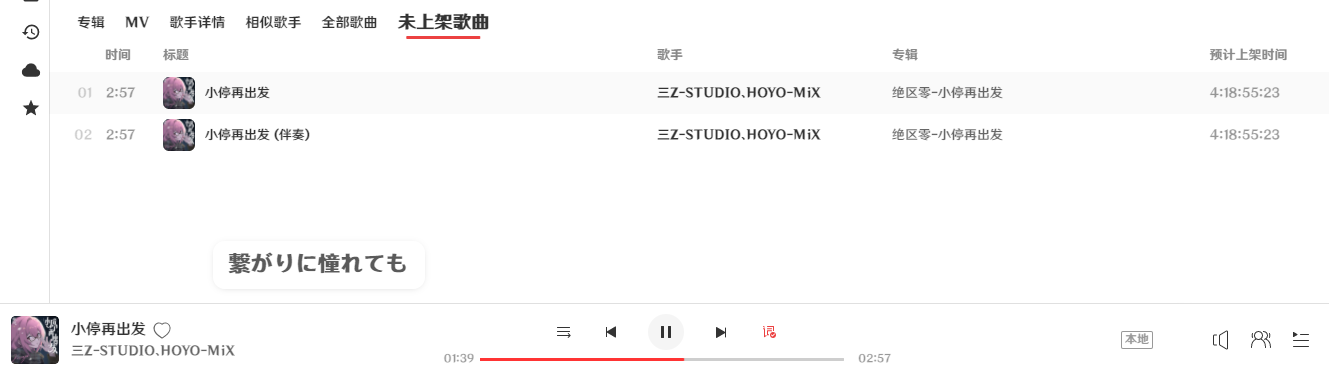 专辑 MV 歌手详情 相似歌手 全部歌曲 未上架歌曲
时间 标题 歌手 专辑 预计上架时间
01 2:57 小停再出发 三Z-STUDIO、HOYO-MiX 绝区零-小停再出发 4:18:55:23
02 2:57 小停再出发 (伴奏) 三Z-STUDIO、HOYO-MiX 绝区零-小停再出发 4:18:55:23
繋がりに憧れても
小停再出发
三Z-STUDIO、HOYO-MiX
词
01:39 02:57
本地